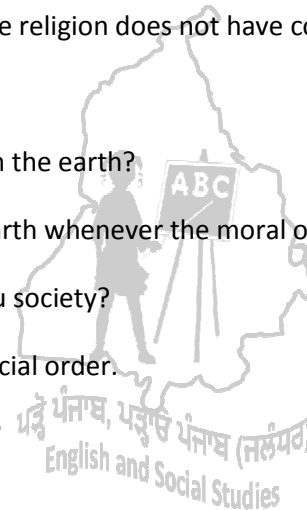 e religion does not have co
n the earth?
ABC
arth whenever the moral o
u society?
cial order.
ਪੜ੍ਹੋ ਪੰਜਾਬ, ਪੜ੍ਹਾਓ ਪੰਜਾਬ (ਜਲੰਧਰ)
English and Social Studies